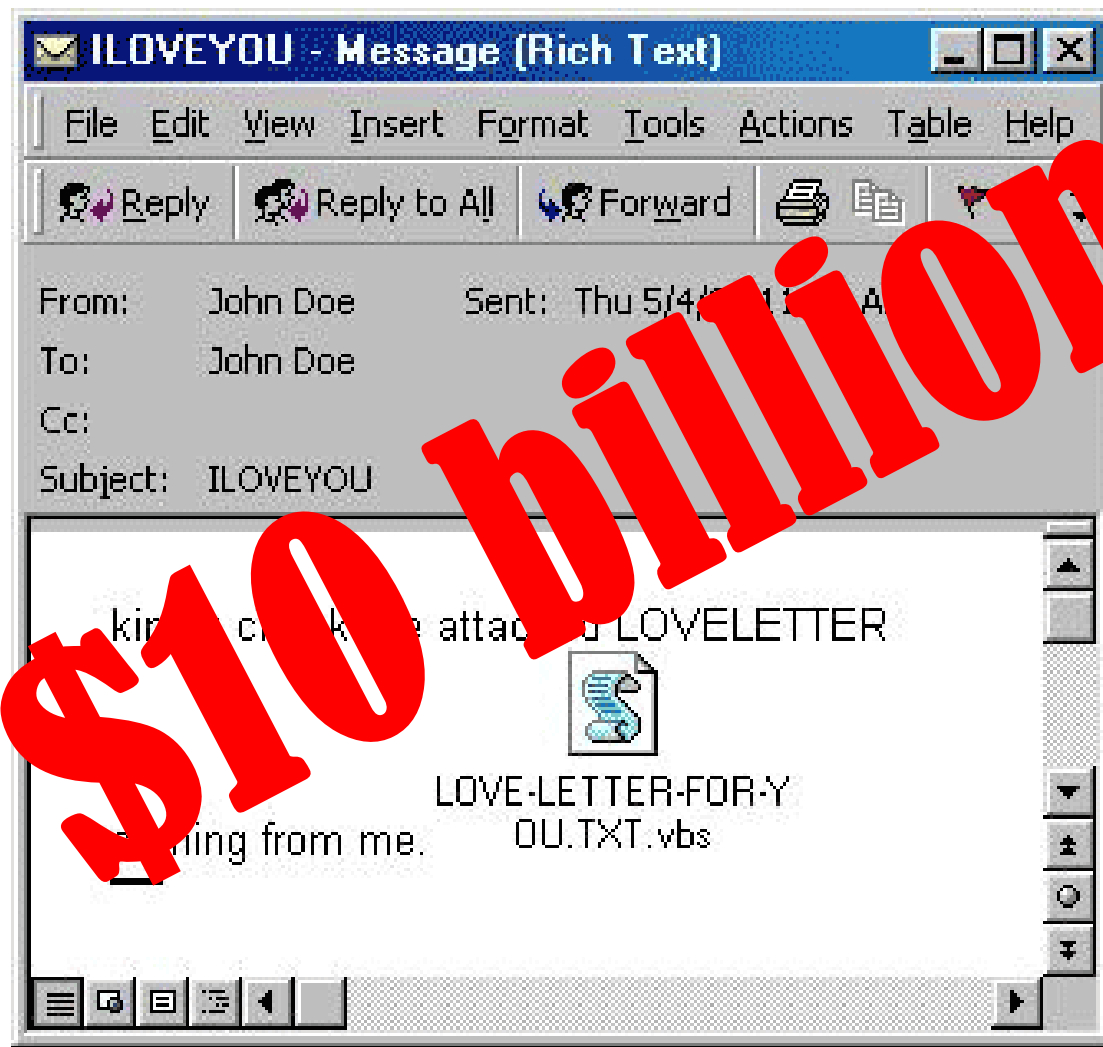 ILOVEYOU - Message (Rich Text)
File Edit View Insert Format Tools Actions Table Help
Reply Reply to All Forward
From: John Doe Sent: Thu
To: John Doe
Cc:
Subject: ILOVEYOU
$10 billion
LOVELETTER
LOVE-LETTER-FOR-Y
OU.TXT.vbs
from me.